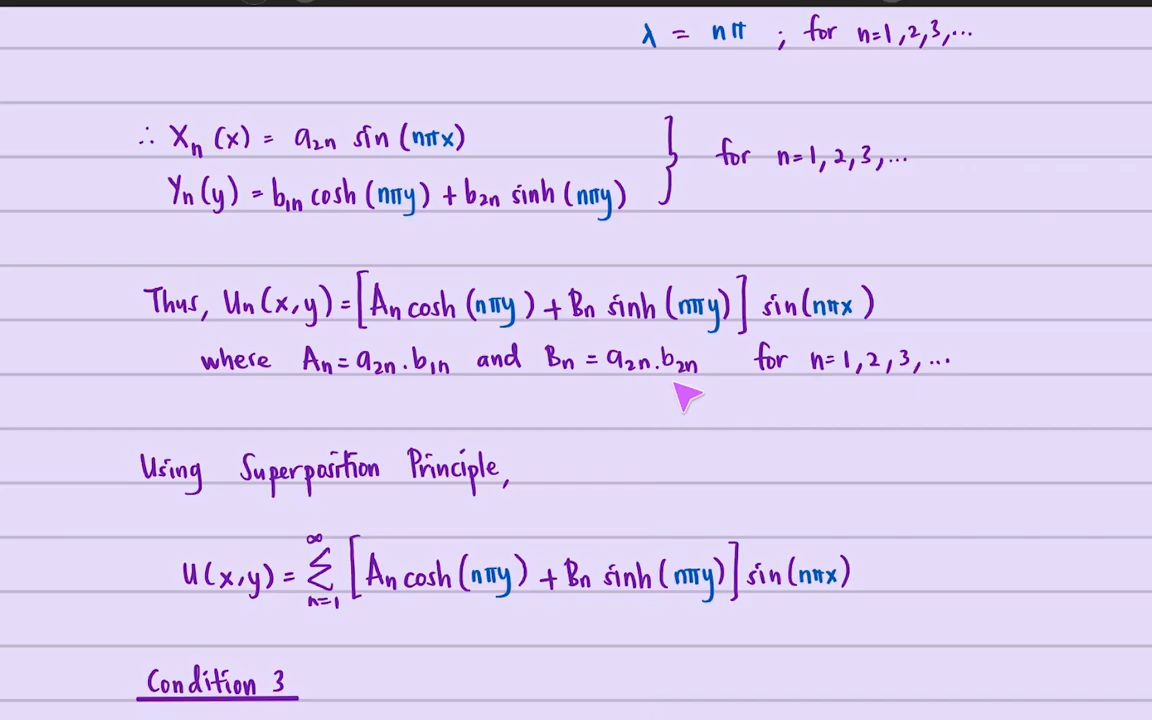 λ = nπ ; for n=1,2,3,...
∴ Xn(x) = a2n sin(nπx)
Yn(y) = b1n cosh(nπy) + b2n sinh(nπy) } for n=1,2,3,...
Thus, Un(x,y) = [An cosh(nπy) + Bn sinh(nπy)] sin(nπx)
where An = a2n.b1n and Bn = a2n.b2n for n=1,2,3,...
Using Superposition Principle,
U(x,y) = ∞ Σ n=1 [An cosh(nπy) + Bn sinh(nπy)] sin(nπx)
Condition 3